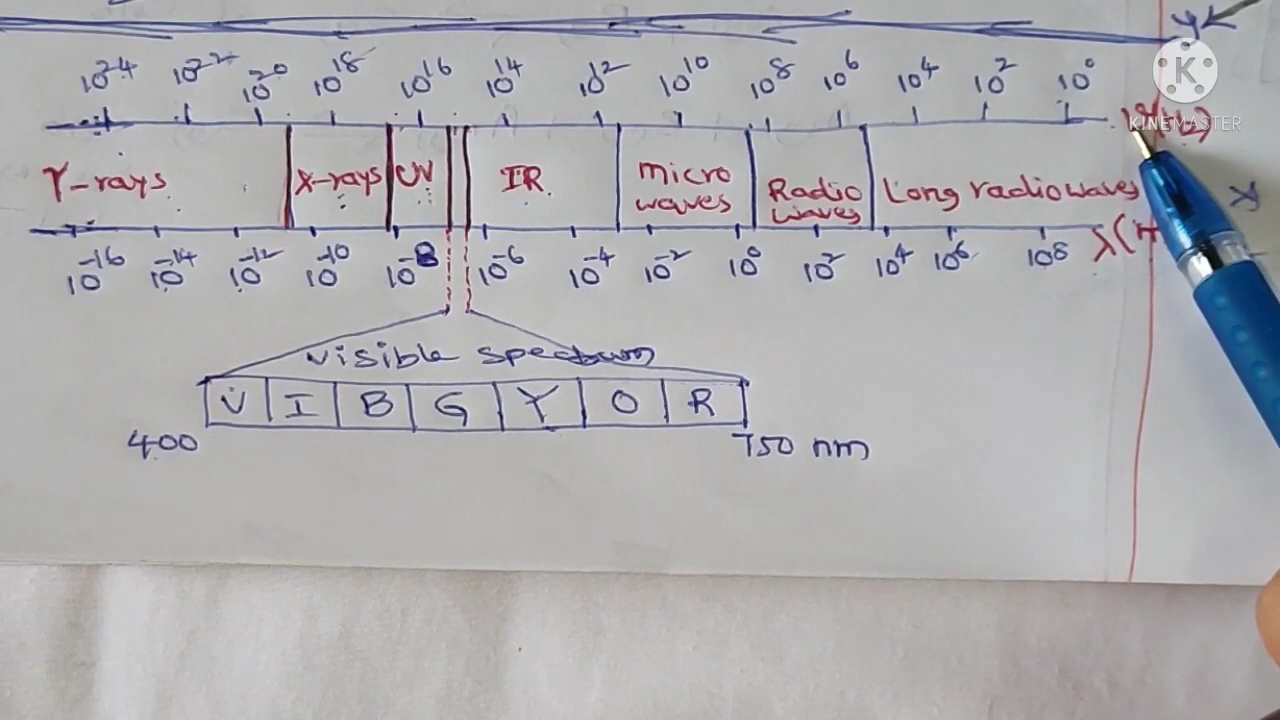 10²⁴ 10²² 10²⁰ 10¹⁸ 10¹⁶ 10¹⁴ 10¹² 10¹⁰ 10⁸ 10⁶ 10⁴ 10² 10⁰
KINEMASTER
γ-rays X-rays UV IR Micro waves Radio waves Long radio waves
10⁻¹⁶ 10⁻¹⁴ 10⁻¹² 10⁻¹⁰ 10⁻⁸ 10⁻⁶ 10⁻⁴ 10⁻² 10⁰ 10² 10⁴ 10⁶ 10⁸ λ(
visible spectrum
V I B G Y O R
400 750 nm